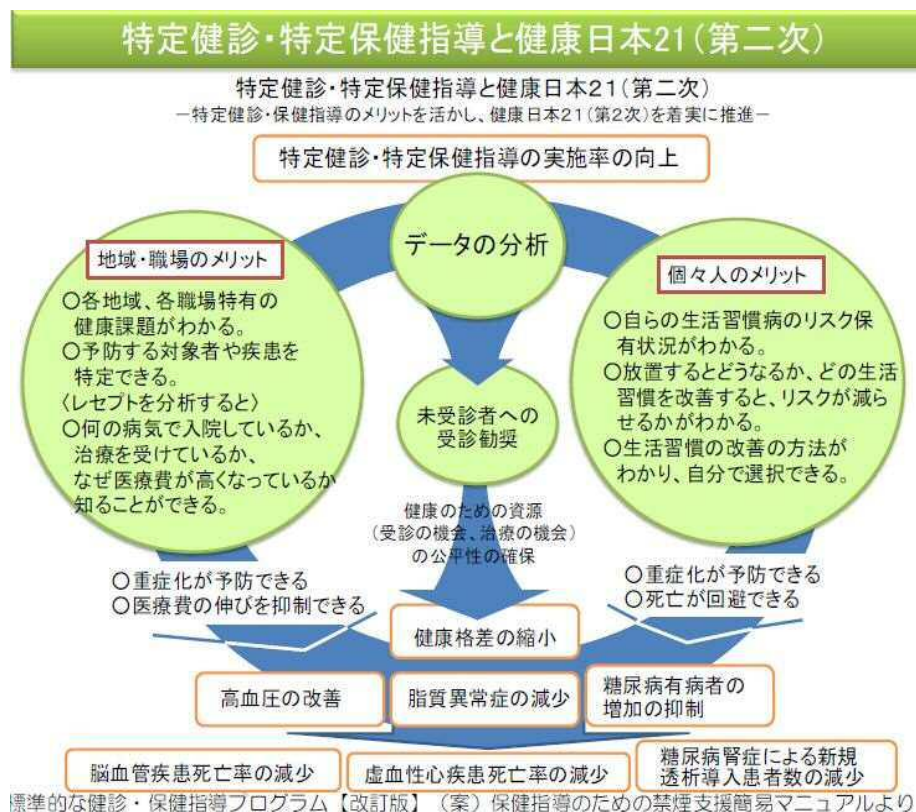 特定健診・特定保健指導と健康日本21（第二次）
特定健診・特定保健指導と健康日本21（第二次）
－特定健診・保健指導のメリットを活かし、健康日本21（第2次）を着実に推進－
特定健診・特定保健指導の実施率の向上
データの分析
地域・職場のメリット
○各地域、各職場特有の
健康課題がわかる。
○予防する対象者や疾患を
特定できる。
〈レセプトを分析すると〉
○何の病気で入院しているか、
治療を受けているか、
なぜ医療費が高くなっているか
知ることができる。
個々人のメリット
○自らの生活習慣病のリスク保
有状況がわかる。
○放置するとどうなるか、どの生活
習慣を改善すると、リスクが減ら
せるかがわかる。
○生活習慣の改善の方法が
わかり、自分で選択できる。
未受診者への
受診勧奨
健康のための資源
（受診の機会、治療の機会）
の公平性の確保
○重症化が予防できる
○医療費の伸びを抑制できる
○重症化が予防できる
○死亡が回避できる
健康格差の縮小
高血圧の改善
脂質異常症の減少
糖尿病有病者の
増加の抑制
脳血管疾患死亡率の減少
虚血性心疾患死亡率の減少
糖尿病腎症による新規
透析導入患者数の減少
標準的な健診・保健指導プログラム【改訂版】（案）保健指導のための禁煙支援簡易マニュアルより